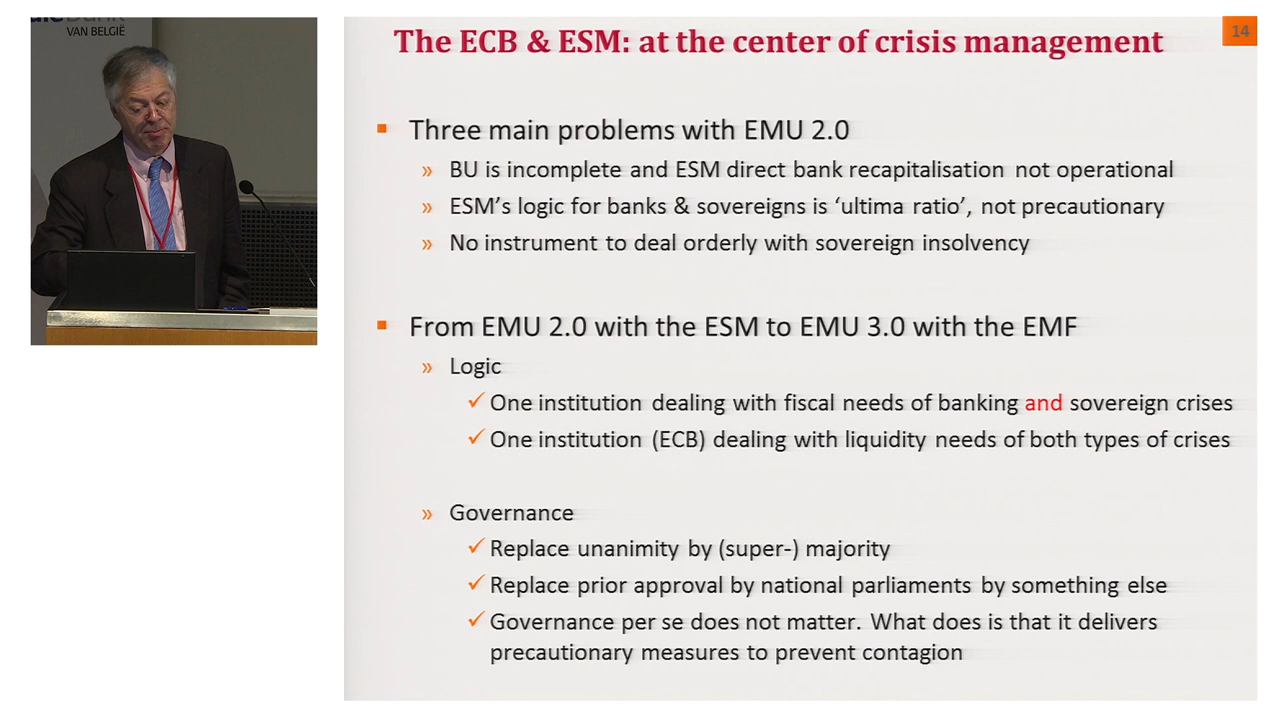 VAN BELGIË
The ECB & ESM: at the center of crisis management
14
Three main problems with EMU 2.0
» BU is incomplete and ESM direct bank recapitalisation not operational
» ESM's logic for banks & sovereigns is ‘ultima ratio’, not precautionary
» No instrument to deal orderly with sovereign insolvency
From EMU 2.0 with the ESM to EMU 3.0 with the EMF
» Logic
✓ One institution dealing with fiscal needs of banking and sovereign crises
✓ One institution (ECB) dealing with liquidity needs of both types of crises
» Governance
✓ Replace unanimity by (super-) majority
✓ Replace prior approval by national parliaments by something else
✓ Governance per se does not matter. What does is that it delivers
precautionary measures to prevent contagion